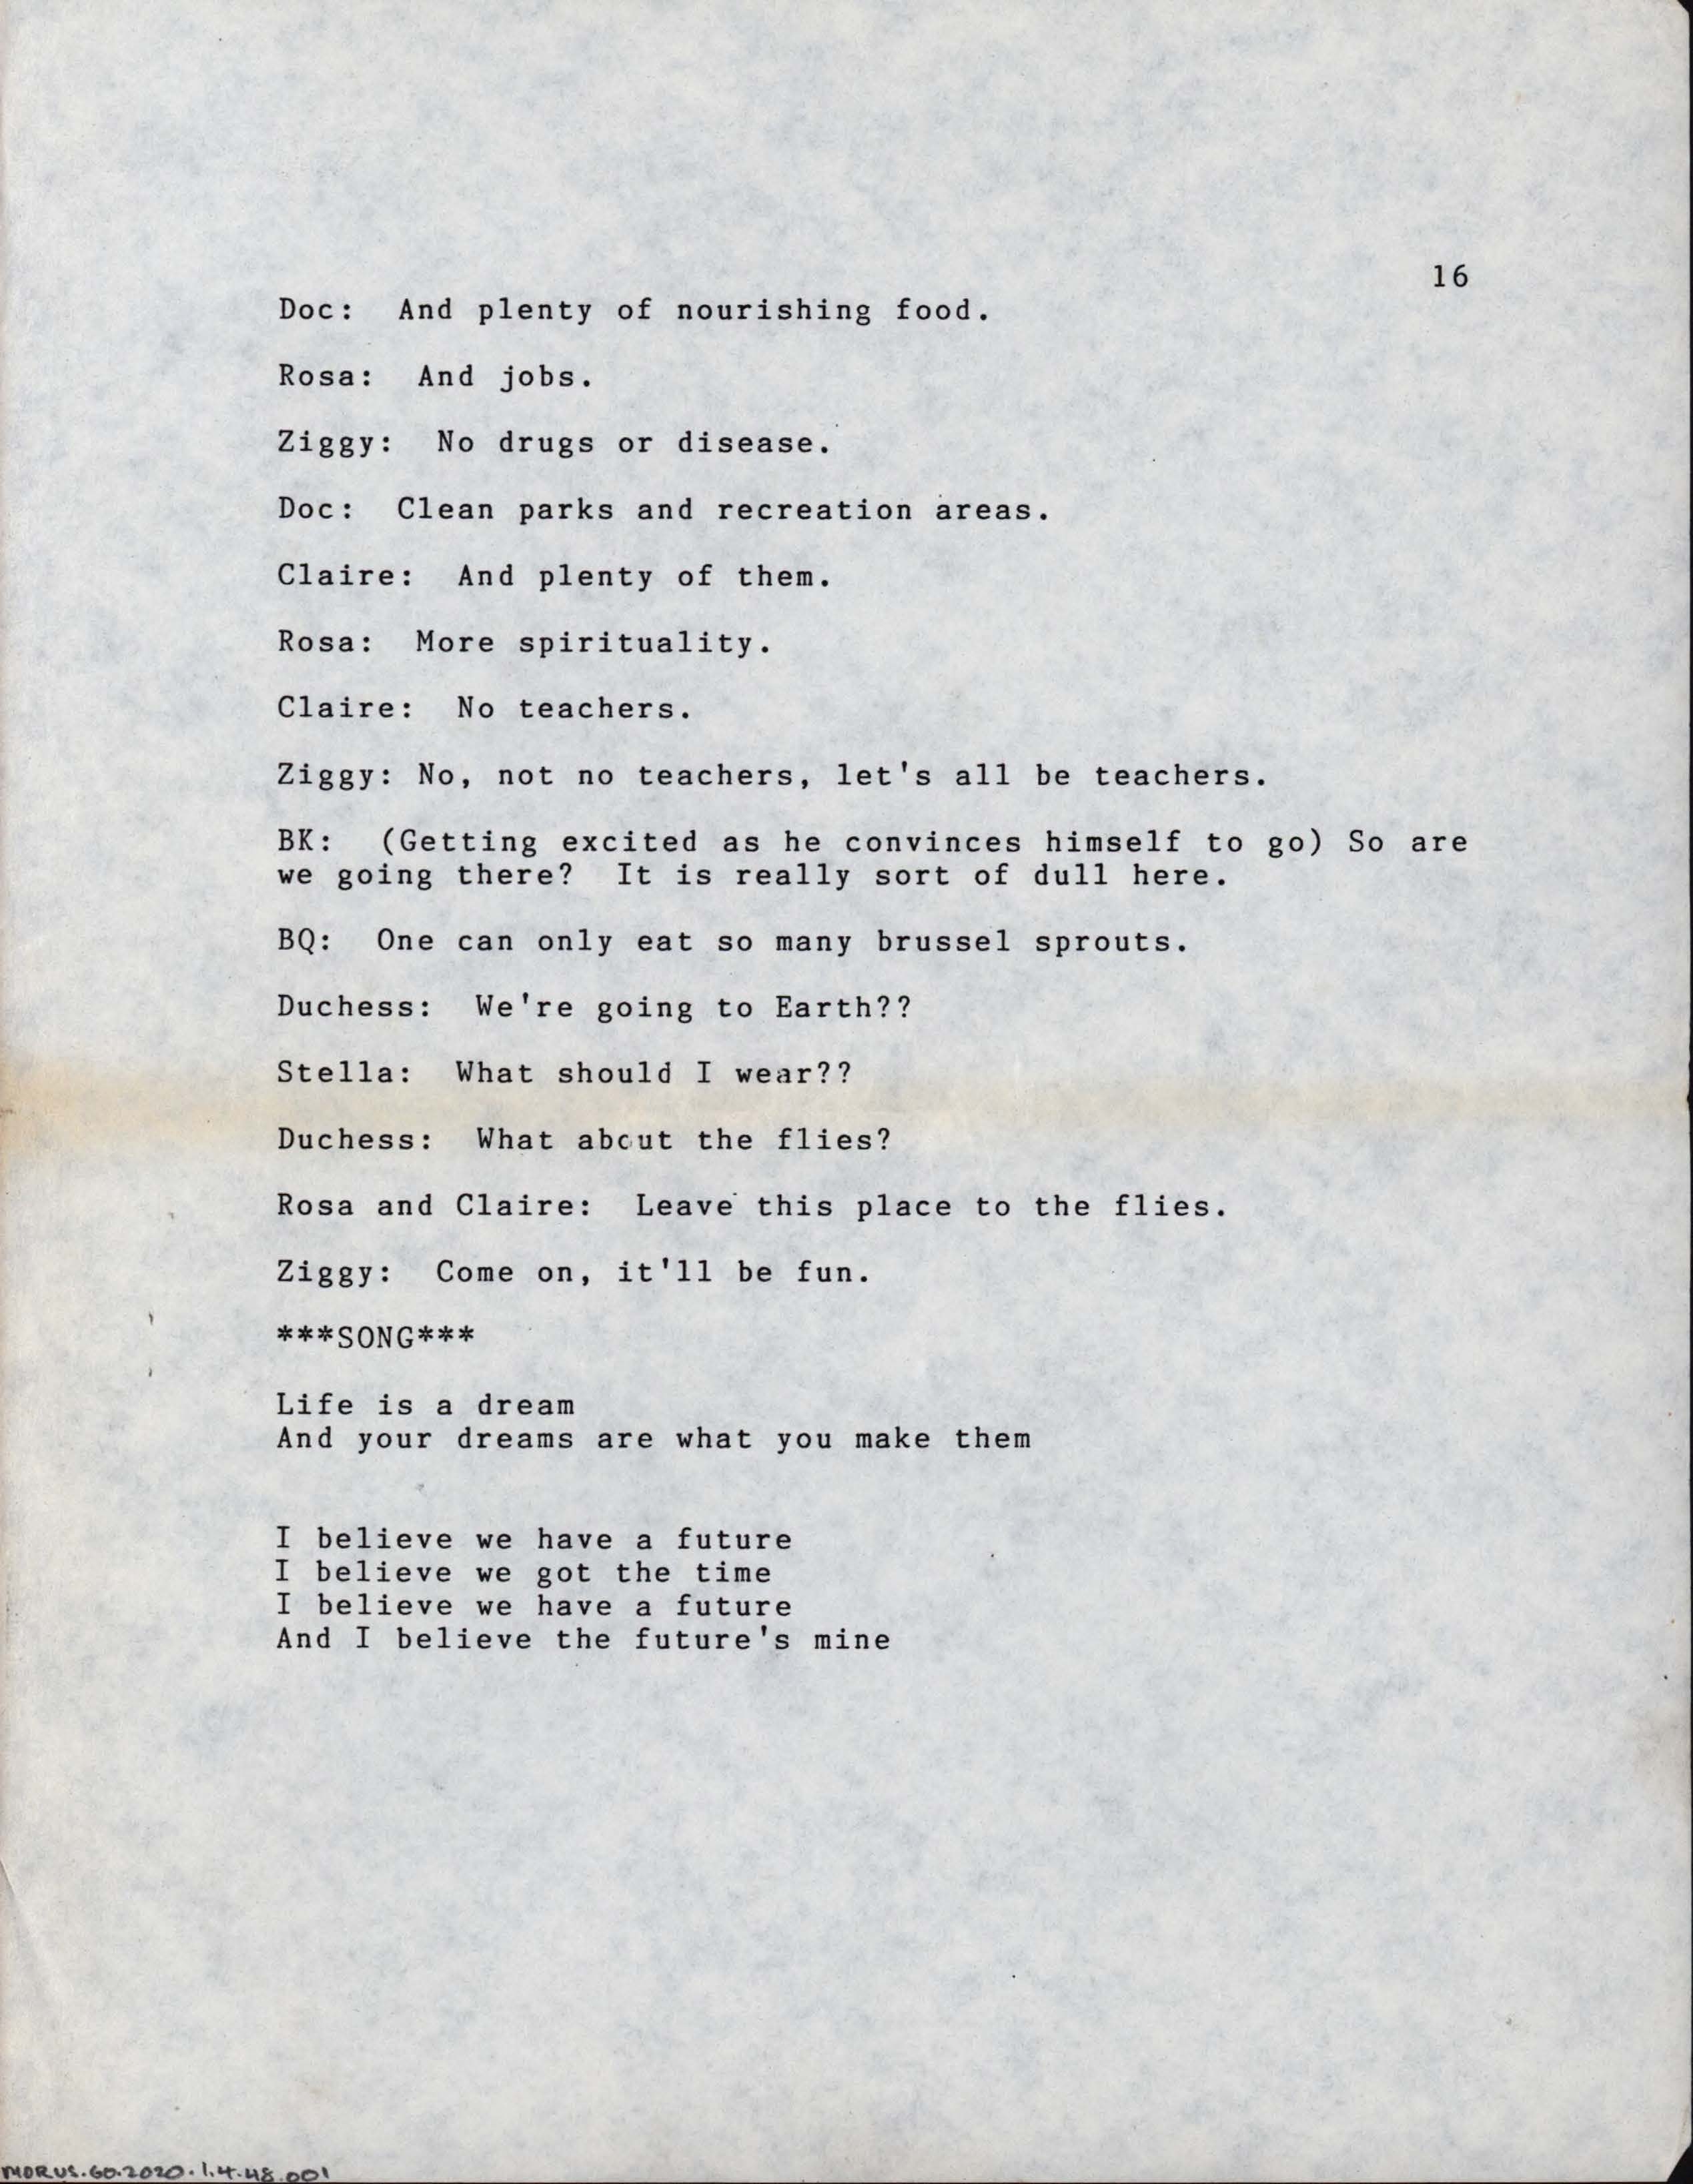 16
Doc:  And plenty of nourishing food.
Rosa:  And jobs.
Ziggy:  No drugs or disease.
Doc:  Clean parks and recreation areas.
Claire:  And plenty of them.
Rosa:  More spirituality.
Claire:  No teachers.
Ziggy: No, not no teachers, let's all be teachers.
BK:  (Getting excited as he convinces himself to go) So are
we going there?  It is really sort of dull here.
BQ:  One can only eat so many brussel sprouts.
Duchess:  We're going to Earth??
Stella:  What should I wear??
Duchess:  What about the flies?
Rosa and Claire:  Leave this place to the flies.
Ziggy:  Come on, it'll be fun.
***SONG***
Life is a dream
And your dreams are what you make them
I believe we have a future
I believe we got the time
I believe we have a future
And I believe the future's mine
MORUS.60.2020.1.4.48.001